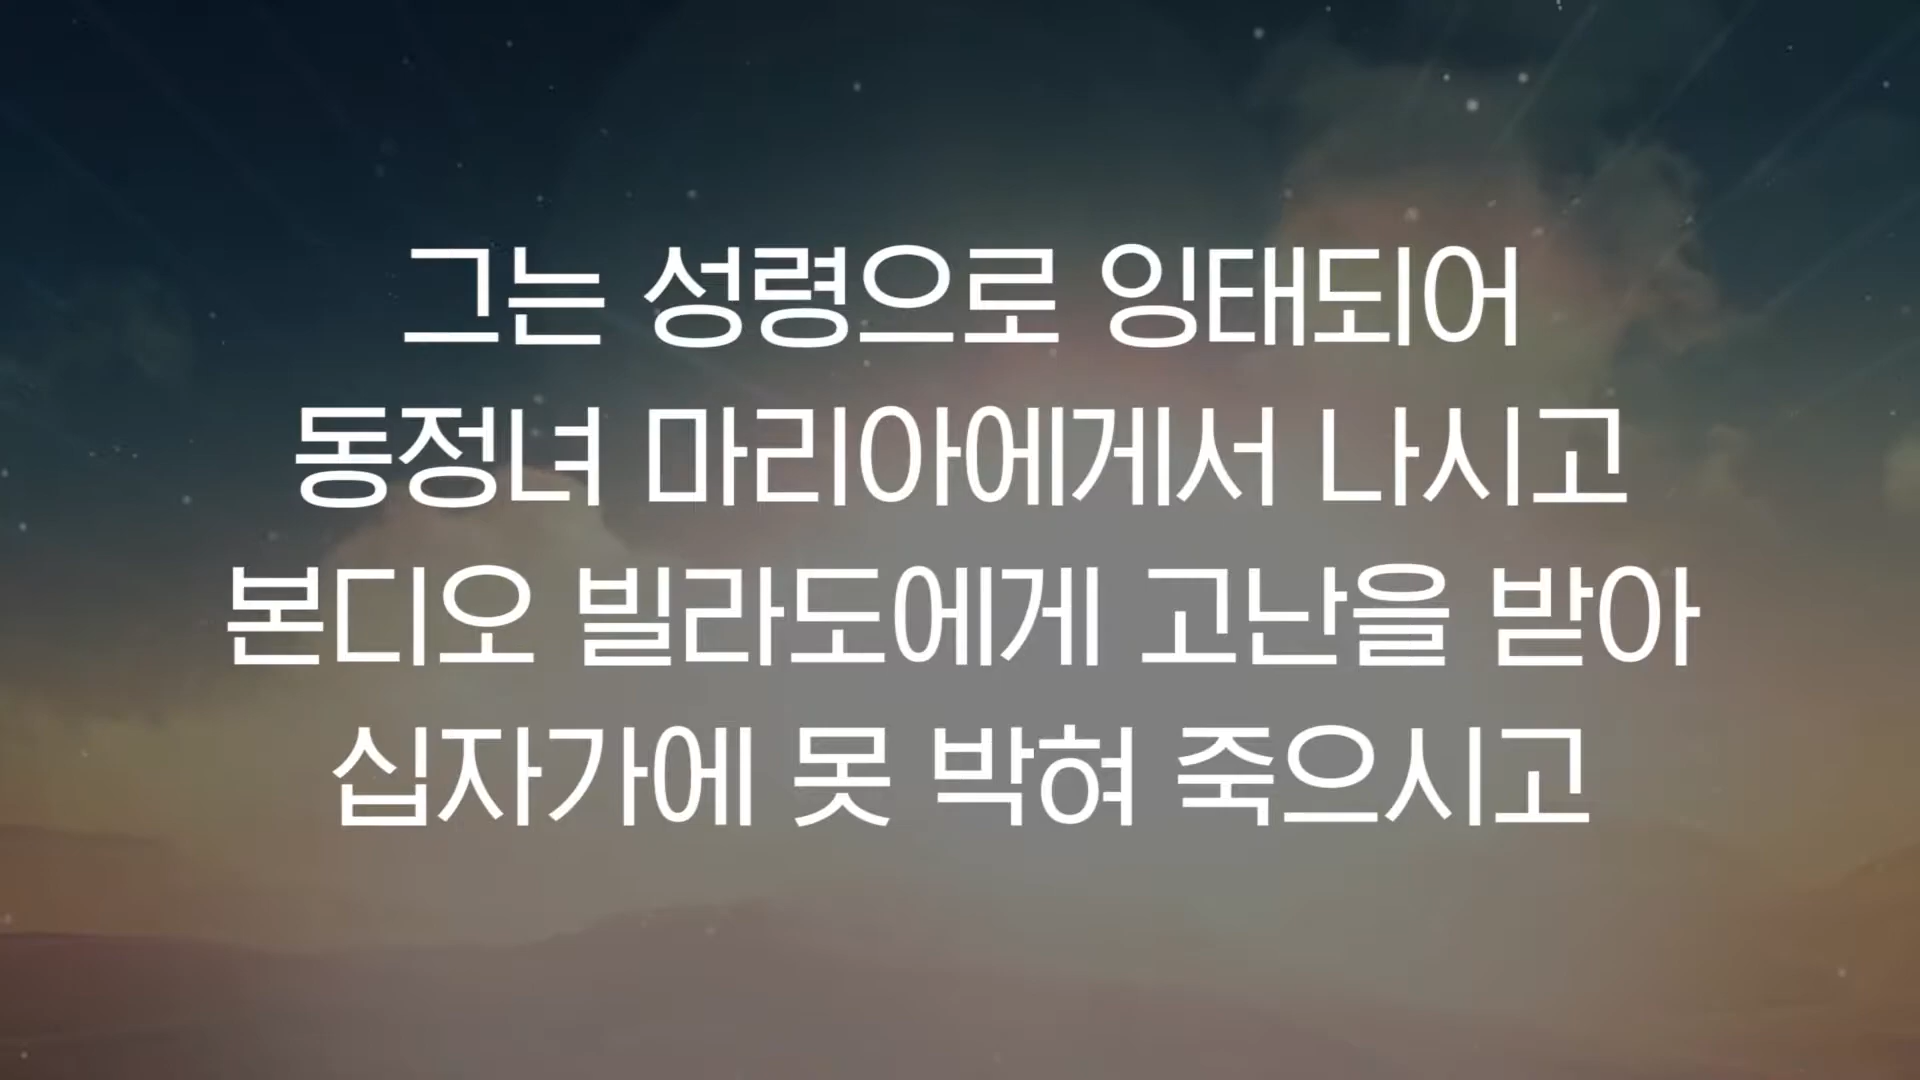 그는 성령으로 잉태되어
동정녀 마리아에게서 나시고
본디오 빌라도에게 고난을 받아
십자가에 못 박혀 죽으시고